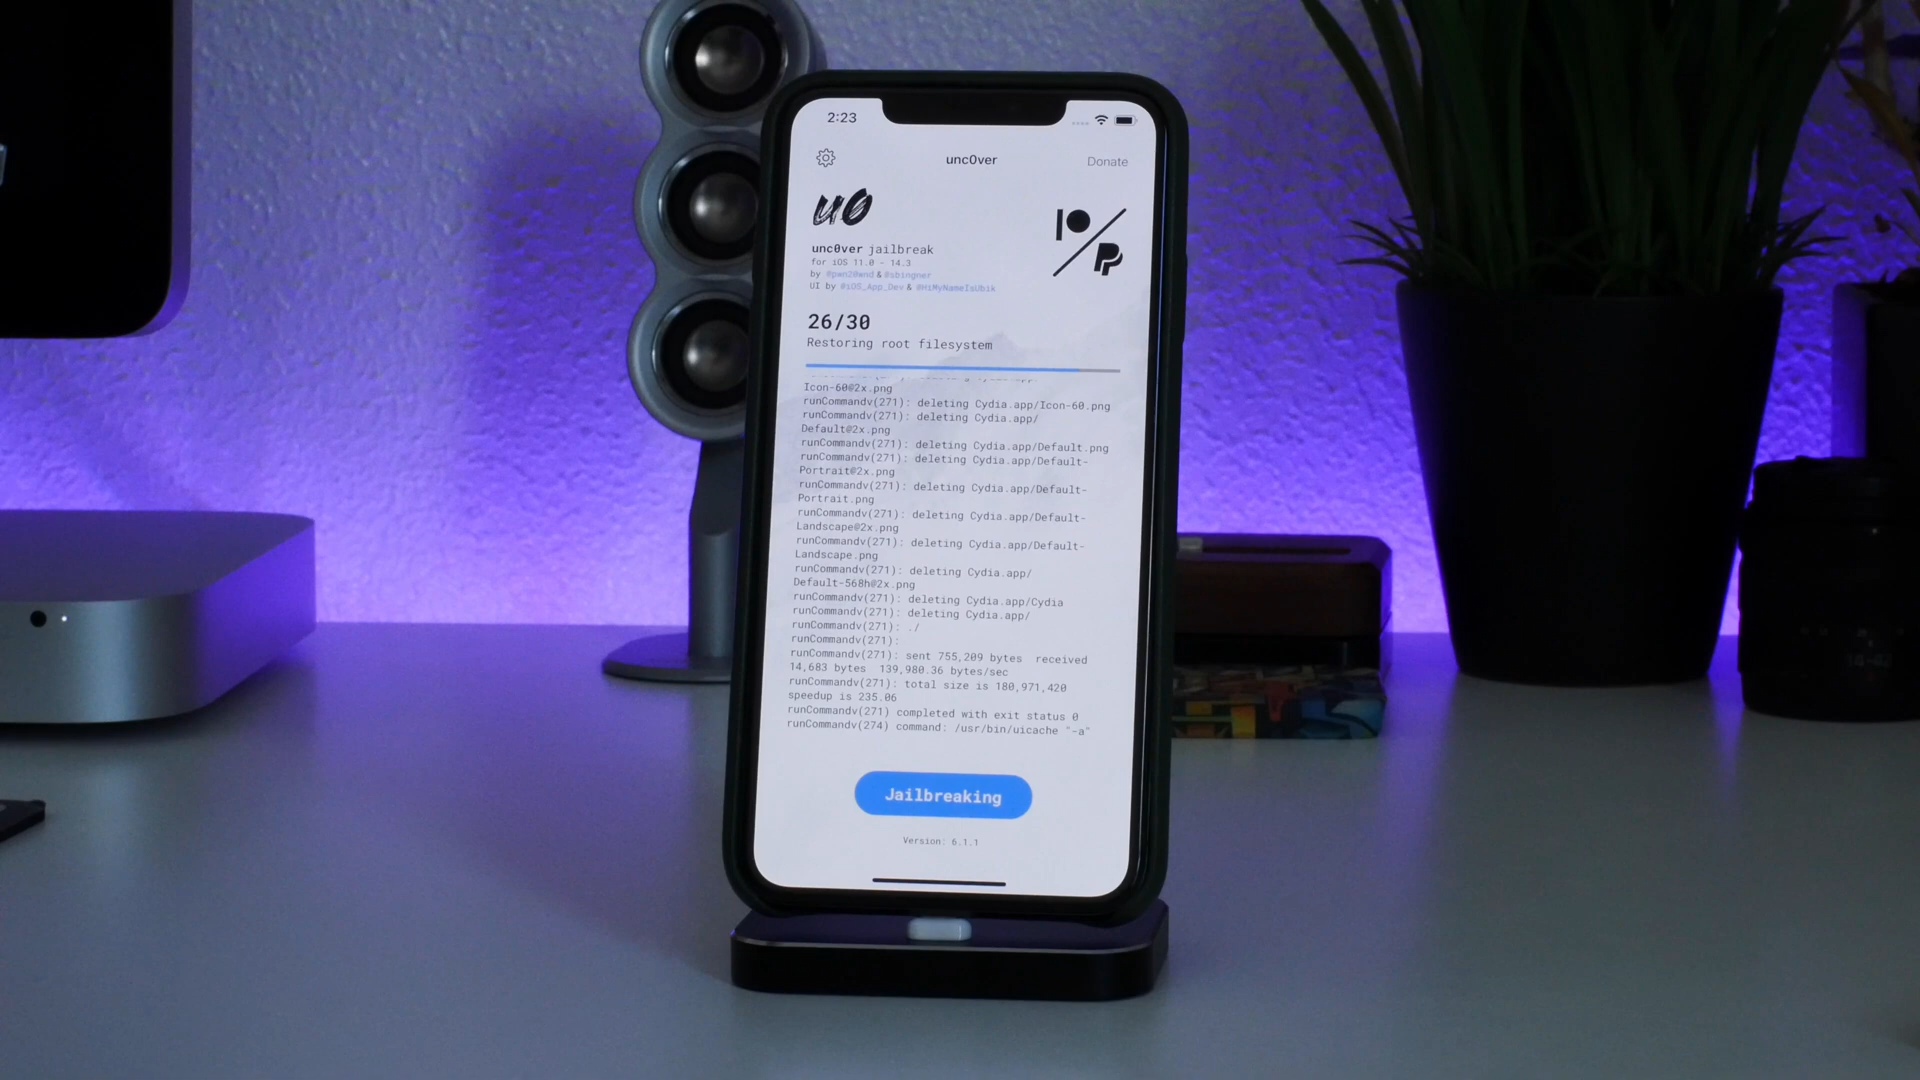 2:23
unc0ver
Donate
u0
unc0ver jailbreak
for iOS 11.0 - 14.3
by @pwn20wnd & @sbingner
UI by @iOS_App_Dev & @HiMyNameIsUbik
26/30
Restoring root filesystem
Icon-60@2x.png
runCommandv(271): deleting Cydia.app/Icon-60.png
runCommandv(271): deleting Cydia.app/
Default@2x.png
runCommandv(271): deleting Cydia.app/Default.png
runCommandv(271): deleting Cydia.app/Default-
Portrait@2x.png
runCommandv(271): deleting Cydia.app/Default-
Portrait.png
runCommandv(271): deleting Cydia.app/Default-
Landscape@2x.png
runCommandv(271): deleting Cydia.app/Default-
Landscape.png
runCommandv(271): deleting Cydia.app/
Default-568h@2x.png
runCommandv(271): deleting Cydia.app/Cydia
runCommandv(271): deleting Cydia.app/
runCommandv(271): ./
runCommandv(271):
runCommandv(271): sent 755,209 bytes  received
14,683 bytes  139,980.36 bytes/sec
runCommandv(271): total size is 180,971,420
speedup is 235.06
runCommandv(271) completed with exit status 0
runCommandv(274) command: /usr/bin/uicache "-a"
Jailbreaking
Version: 6.1.1